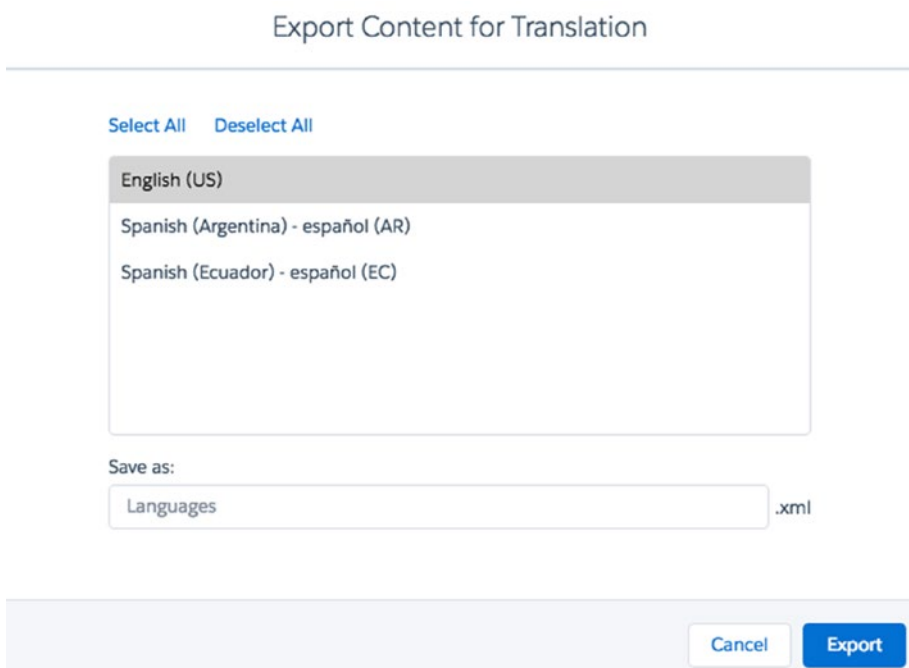 Export Content for Translation
Select All Deselect All
English (US)
Spanish (Argentina) - español (AR)
Spanish (Ecuador) - español (EC)
Save as:
Languages .xml
Cancel Export